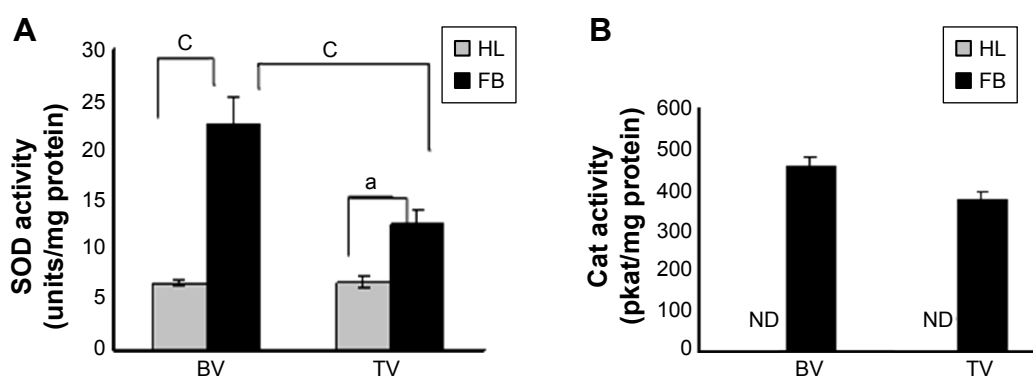 A
SOD activity
(units/mg protein)
30
25
20
15
10
5
0
C
C
a
HL
FB
BV
TV
B
Cat activity
(pkat/mg protein)
600
500
400
300
200
100
0
ND
ND
HL
FB
BV
TV